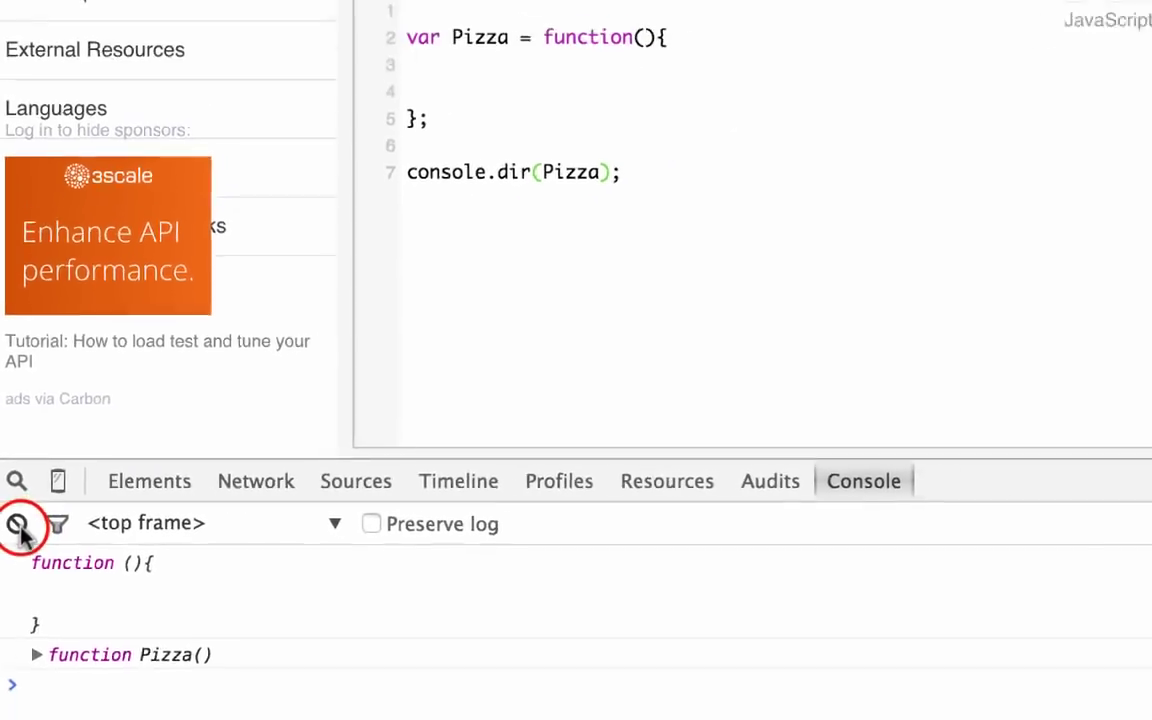 External Resources
Languages
Log in to hide sponsors:
3scale
Enhance API
performance.
ks
Tutorial: How to load test and tune your
API
ads via Carbon
JavaScript
1
2 var Pizza = function(){
3
4
5 };
6
7 console.dir(Pizza);
Elements Network Sources Timeline Profiles Resources Audits Console
<top frame> ▼ Preserve log
function (){
}
▶ function Pizza()
>